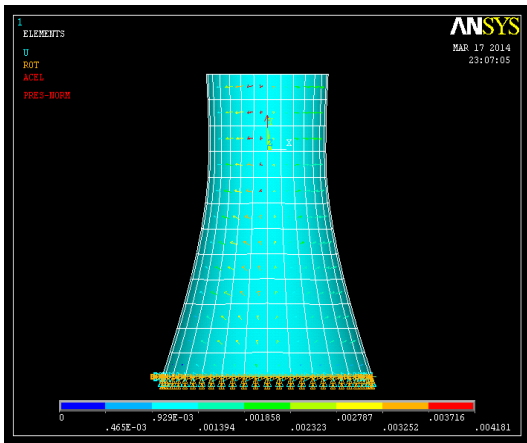 1
ELEMENTS
U
ROT
ACEL
PRES-NORM
ANSYS
MAR 17 2014
23:07:05
X
0 .929E-03 .001858 .002787 .003716
.465E-03 .001394 .002323 .003252 .004181